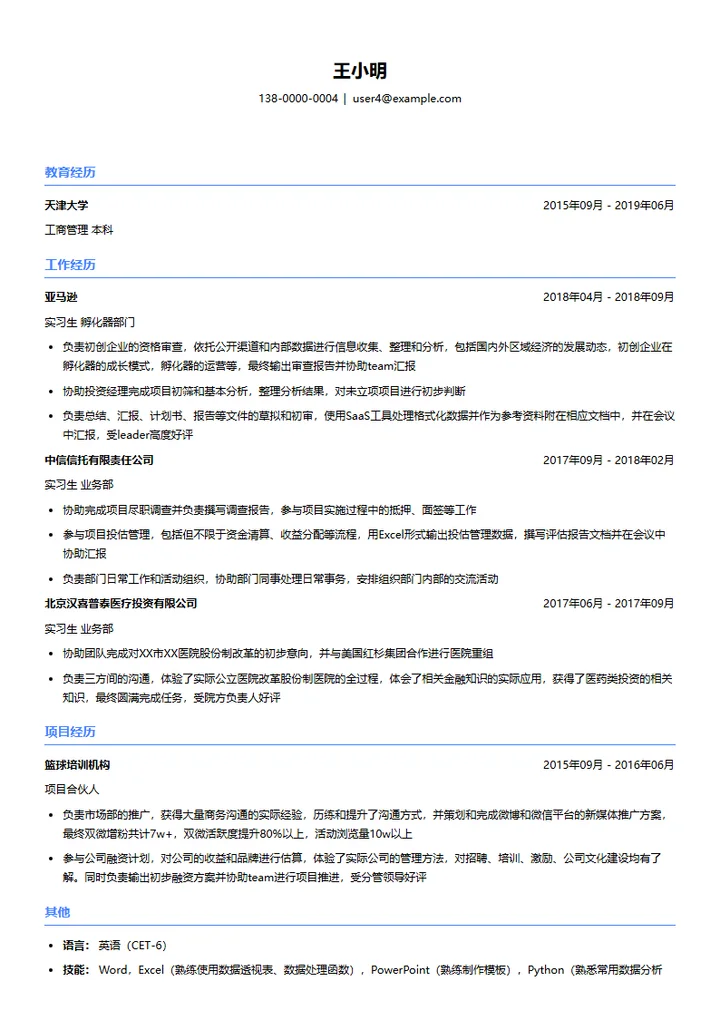 王小明
138-0000-0004 | user4@example.com
教育经历
天津大学 2015年09月 - 2019年06月
工商管理 本科
工作经历
亚马逊 2018年04月 - 2018年09月
实习生 孵化器部门
• 负责初创企业的资格审查，依托公开渠道和内部数据进行信息收集、整理和分析，包括国内外区域经济的发展动态，初创企业在
孵化器的成长模式，孵化器的运营等，最终输出审查报告并协助team汇报
• 协助投资经理完成项目初筛和基本分析，整理分析结果，对未立项项目进行初步判断
• 负责总结、汇报、计划书、报告等文件的草拟和初审，使用SaaS工具处理格式化数据并作为参考资料附在相应文档中，并在会议
中汇报，受leader高度好评
中信信托有限责任公司 2017年09月 - 2018年02月
实习生 业务部
• 协助完成项目尽职调查并负责撰写调查报告，参与项目实施过程中的抵押、面签等工作
• 参与项目投估管理，包括但不限于资金清算、收益分配等流程，用Excel形式输出投估管理数据，撰写评估报告文档并在会议中
协助汇报
• 负责部门日常工作和活动组织，协助部门同事处理日常事务，安排组织部门内部的交流活动
北京汉喜普泰医疗投资有限公司 2017年06月 - 2017年09月
实习生 业务部
• 协助团队完成对XX市XX医院股份制改革的初步意向，并与美国红杉集团合作进行医院重组
• 负责三方间的沟通，体验了实际公立医院改革股份制医院的全过程，体会了相关金融知识的实际应用，获得了医药类投资的相关
知识，最终圆满完成任务，受院方负责人好评
项目经历
篮球培训机构 2015年09月 - 2016年06月
项目合伙人
• 负责市场部的推广，获得大量商务沟通的实际经验，历练和提升了沟通方式，并策划和完成微博和微信平台的新媒体推广方案，
最终双微增粉共计7w+，双微活跃度提升80%以上，活动浏览量10w以上
• 参与公司融资计划，对公司的收益和品牌进行估算，体验了实际公司的管理方法，对招聘、培训、激励、公司文化建设均有了
解。同时负责输出初步融资方案并协助team进行项目推进，受分管领导好评
其他
• 语言： 英语（CET-6）
• 技能： Word，Excel（熟练使用数据透视表、数据处理函数），PowerPoint（熟练制作模板），Python（熟悉常用数据分析